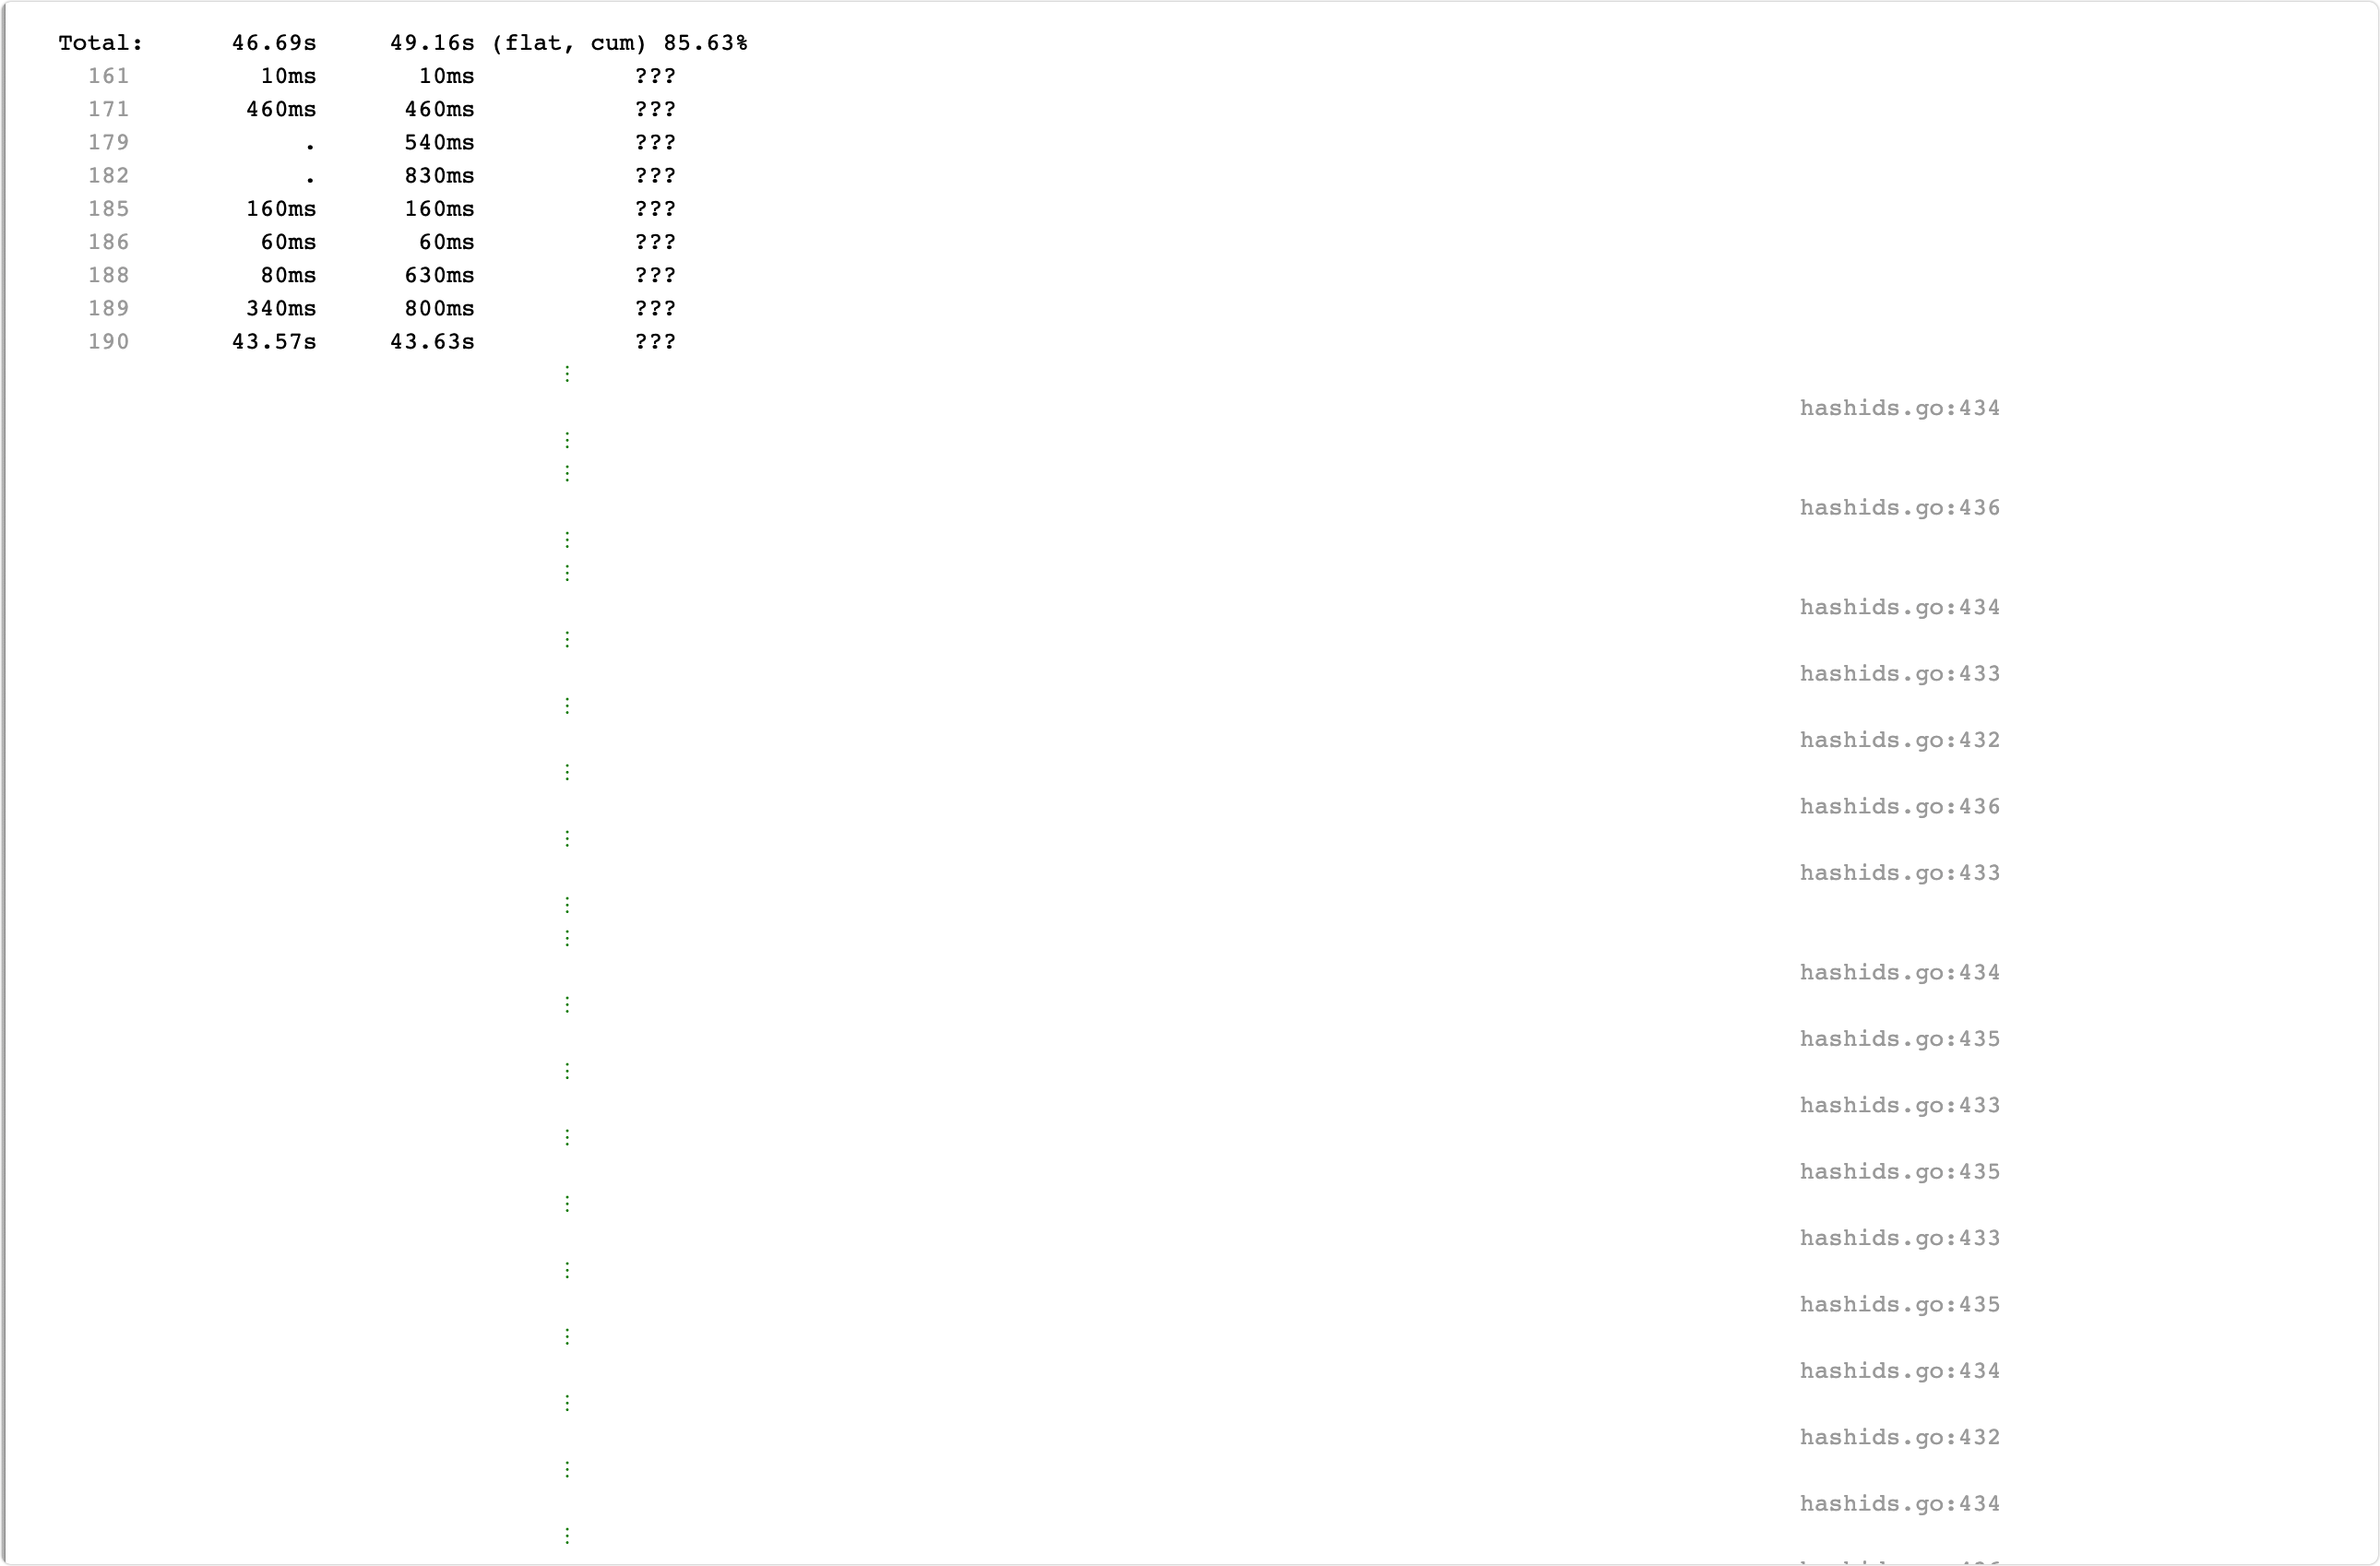 Total: 46.69s 49.16s (flat, cum) 85.63%
161 10ms 10ms ???
171 460ms 460ms ???
179 . 540ms ???
182 . 830ms ???
185 160ms 160ms ???
186 60ms 60ms ???
188 80ms 630ms ???
189 340ms 800ms ???
190 43.57s 43.63s ???
⋮
hashids.go:434
⋮
⋮
hashids.go:436
⋮
⋮
hashids.go:434
⋮
hashids.go:433
⋮
hashids.go:432
⋮
hashids.go:436
⋮
hashids.go:433
⋮
⋮
hashids.go:434
⋮
hashids.go:435
⋮
hashids.go:433
⋮
hashids.go:435
⋮
hashids.go:433
⋮
hashids.go:435
⋮
hashids.go:434
⋮
hashids.go:432
⋮
hashids.go:434
⋮